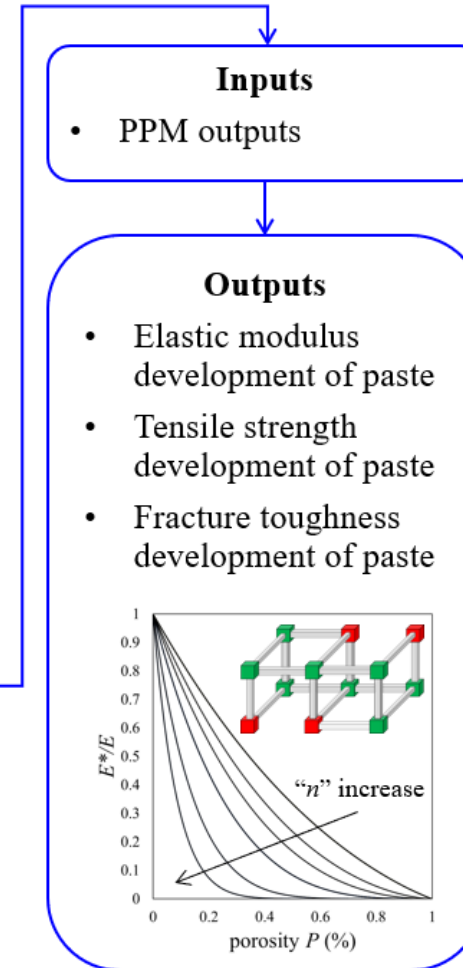 Inputs
• PPM outputs
Outputs
• Elastic modulus
development of paste
• Tensile strength
development of paste
• Fracture toughness
development of paste
1
0.9
0.8
0.7
0.6
0.5
0.4
0.3
0.2
0.1
0
E*/E
“n” increase
0 0.2 0.4 0.6 0.8 1
porosity P (%)